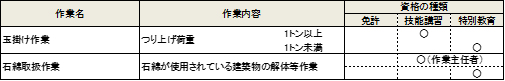 作業名 作業内容 資格の種類
免許 技能講習 特別教育
玉掛け作業 つり上げ荷重 1トン以上 ○
1トン未満 ○
石綿取扱作業 石綿が使用されている建築物の解体等作業 ○(作業主任者)
○